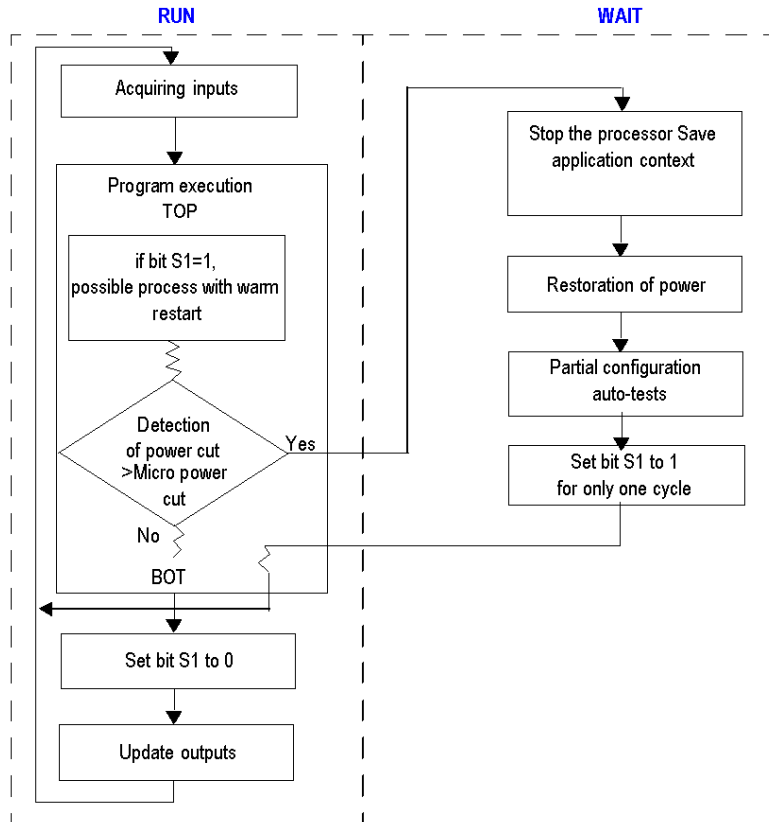 RUN
WAIT
Acquiring inputs
Program execution
TOP
if bit S1=1,
possible process with warm
restart
Detection
of power cut
>Micro power
cut
Yes
No
BOT
Set bit S1 to 0
Update outputs
Stop the processor Save
application context
Restoration of power
Partial configuration
auto-tests
Set bit S1 to 1
for only one cycle